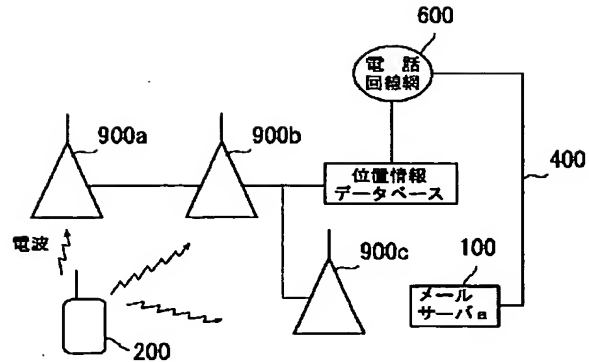 600
電話
回線網
900a
900b
位置情報
データベース
400
電波
900c
100
メール
サーバa
200